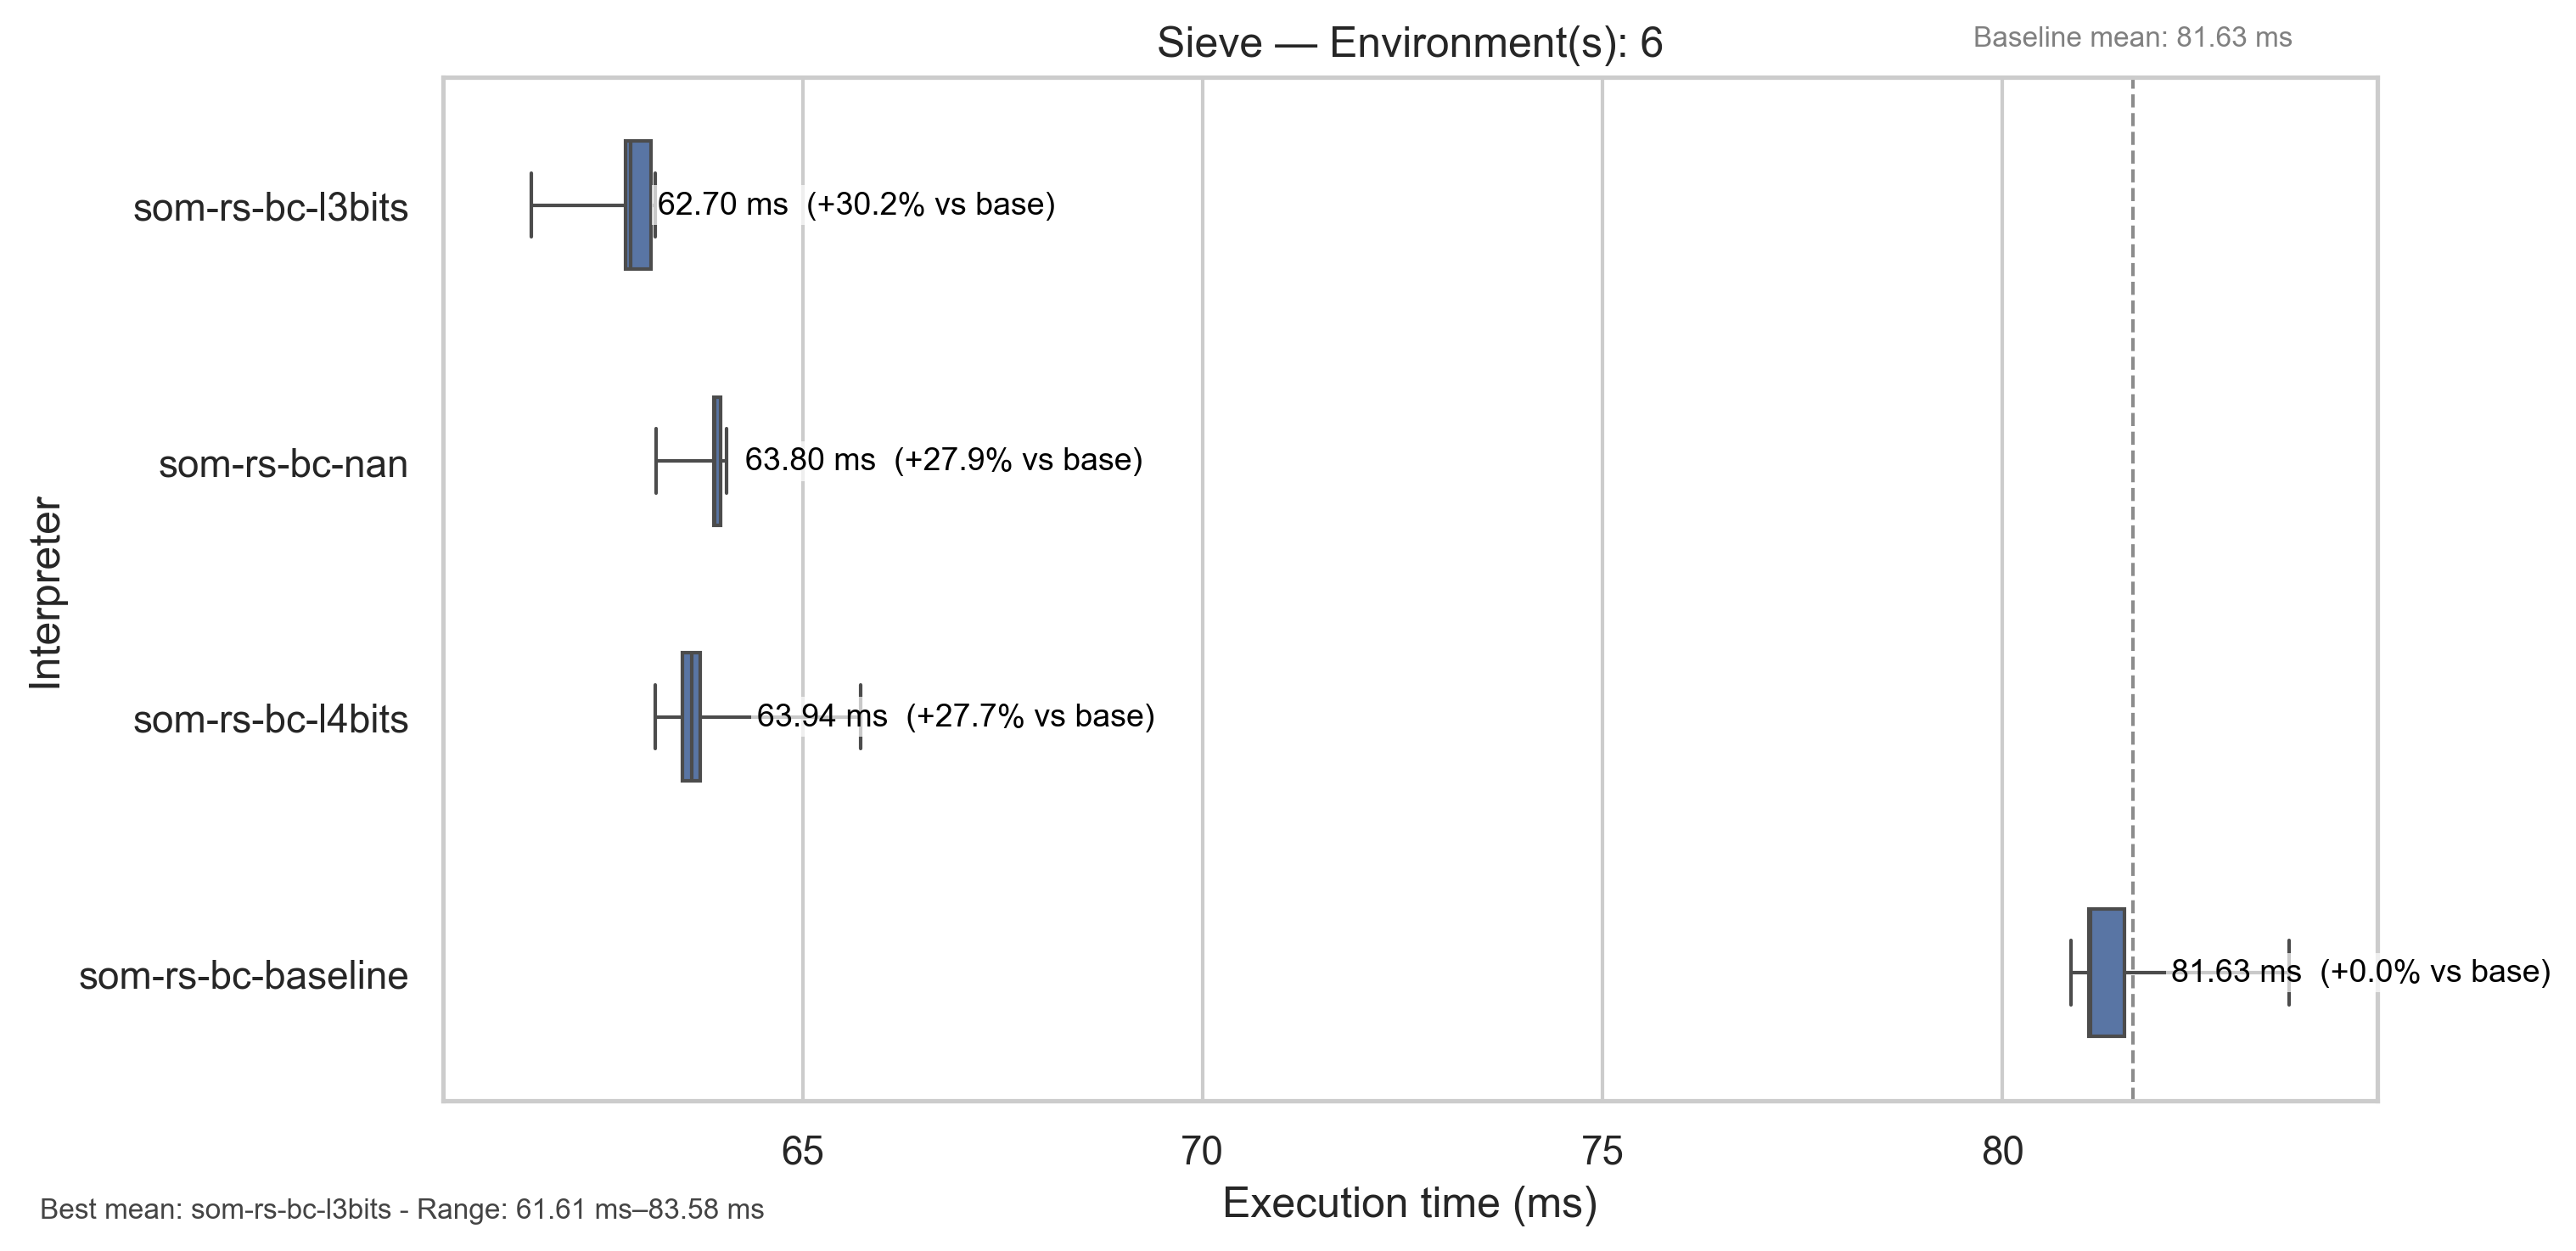 Sieve — Environment(s): 6
Baseline mean: 81.63 ms
som-rs-bc-l3bits
62.70 ms (+30.2% vs base)
som-rs-bc-nan
63.80 ms (+27.9% vs base)
Interpreter
som-rs-bc-l4bits
63.94 ms (+27.7% vs base)
som-rs-bc-baseline
81.63 ms (+0.0% vs base)
65 70 75 80
Execution time (ms)
Best mean: som-rs-bc-l3bits - Range: 61.61 ms–83.58 ms